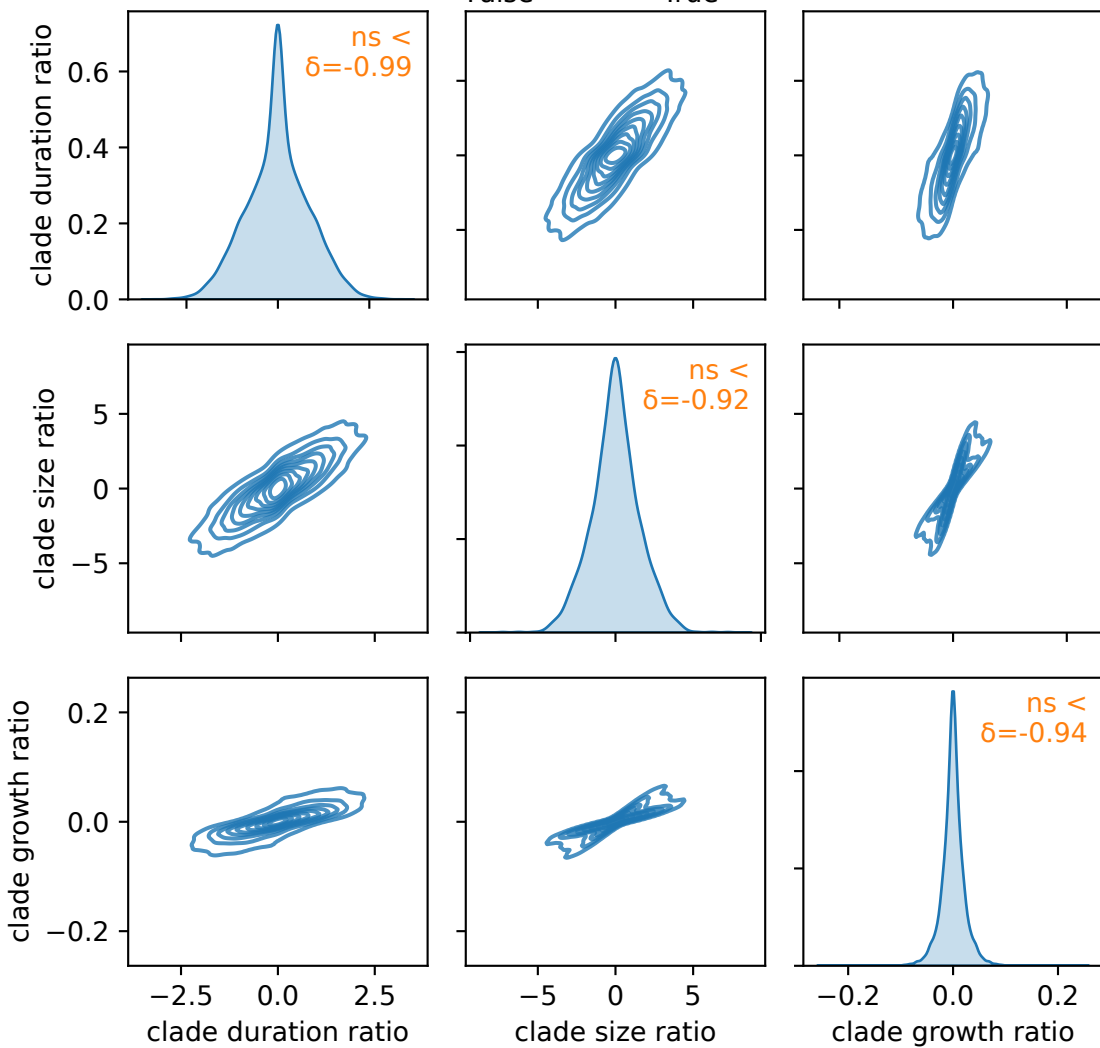 True
clade duration ratio
0.6
0.4
0.2
0.0
ns <
δ=-0.99
clade size ratio
5
0
−5
ns <
δ=-0.92
clade growth ratio
0.2
0.0
−0.2
ns <
δ=-0.94
−2.5 0.0 2.5
−5 0 5
−0.2 0.0 0.2
clade duration ratio
clade size ratio
clade growth ratio